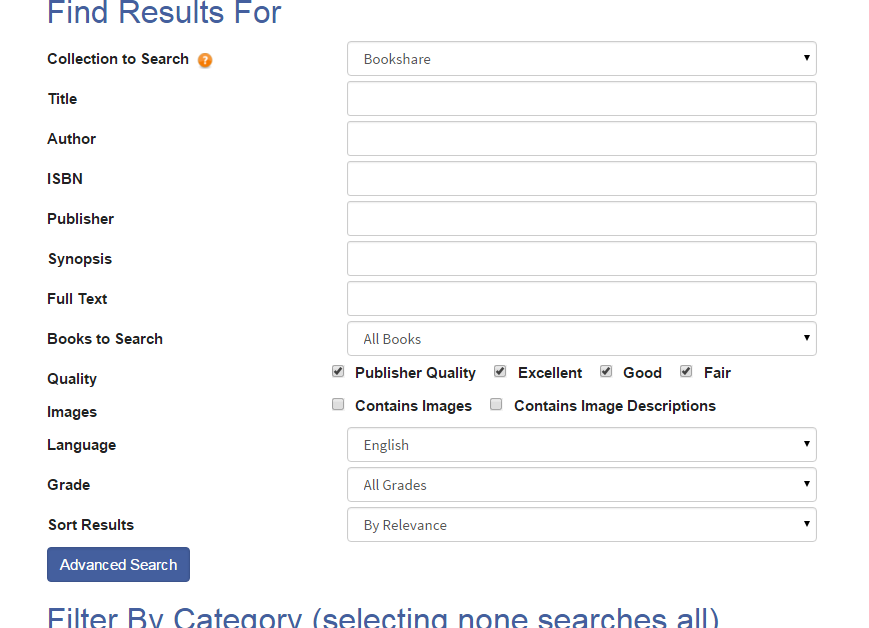 Find Results For
Collection to Search ? Bookshare
Title
Author
ISBN
Publisher
Synopsis
Full Text
Books to Search All Books
Quality Publisher Quality Excellent Good Fair
Images Contains Images Contains Image Descriptions
Language English
Grade All Grades
Sort Results By Relevance
Advanced Search
Filter By Category (selecting none searches all)